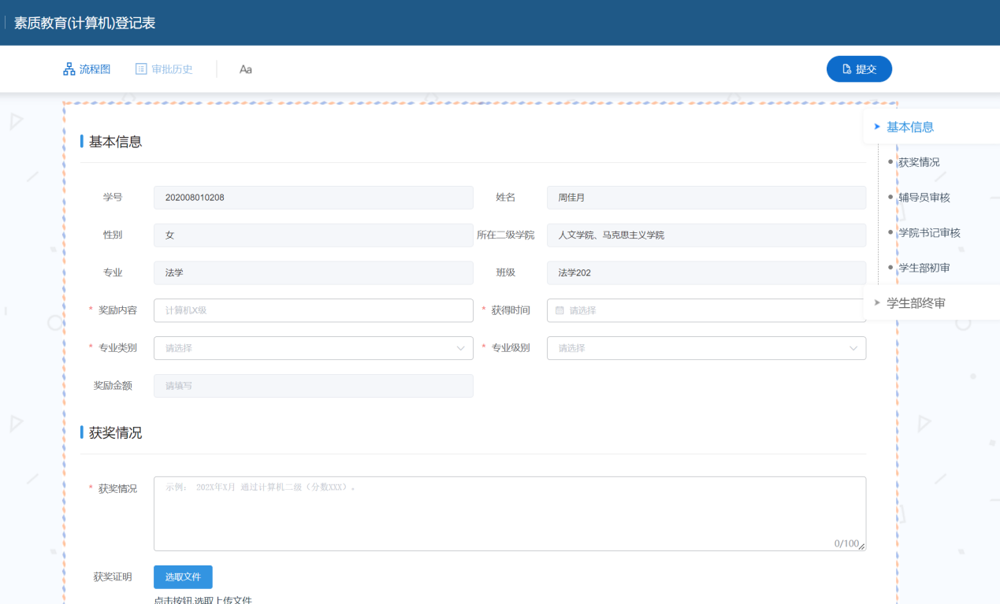 素质教育(计算机)登记表
流程图 审批历史 Aa 提交
基本信息
学号 202008010208 姓名 周佳月
性别 女 所在二级学院 人文学院、马克思主义学院
专业 法学 班级 法学202
* 奖励内容 计算机X级 * 获得时间 请选择
* 专业类别 请选择 * 专业级别 请选择
奖励金额 请填写
获奖情况
* 获奖情况 示例: 202X年X月 通过计算机二级（分数XXX）。
0/100
获奖证明 选取文件
点击按钮,选取上传文件
基本信息
获奖情况
辅导员审核
学院书记审核
学生部初审
学生部终审